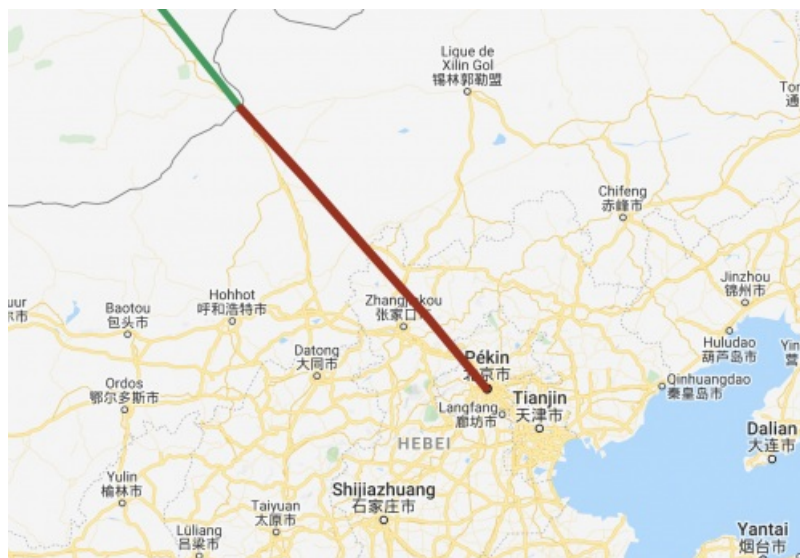 Ligue de
Xilin Gol
锡林郭勒盟
Chifeng
赤峰市
Jinzhou
锦州市
Zhangjiakou
张家口市
Hohhot
呼和浩特市
Baotou
包头市
Huludao
葫芦岛市
Datong
大同市
Pékin
北京市
Ordos
鄂尔多斯市
Qinhuangdao
秦皇岛市
Tianjin
天津市
Langfang
廊坊市
HEBEI
Dalian
大连市
Yulin
榆林市
Shijiazhuang
石家庄市
Taiyuan
太原市
Lüliang
吕梁市
Yantai
烟台市